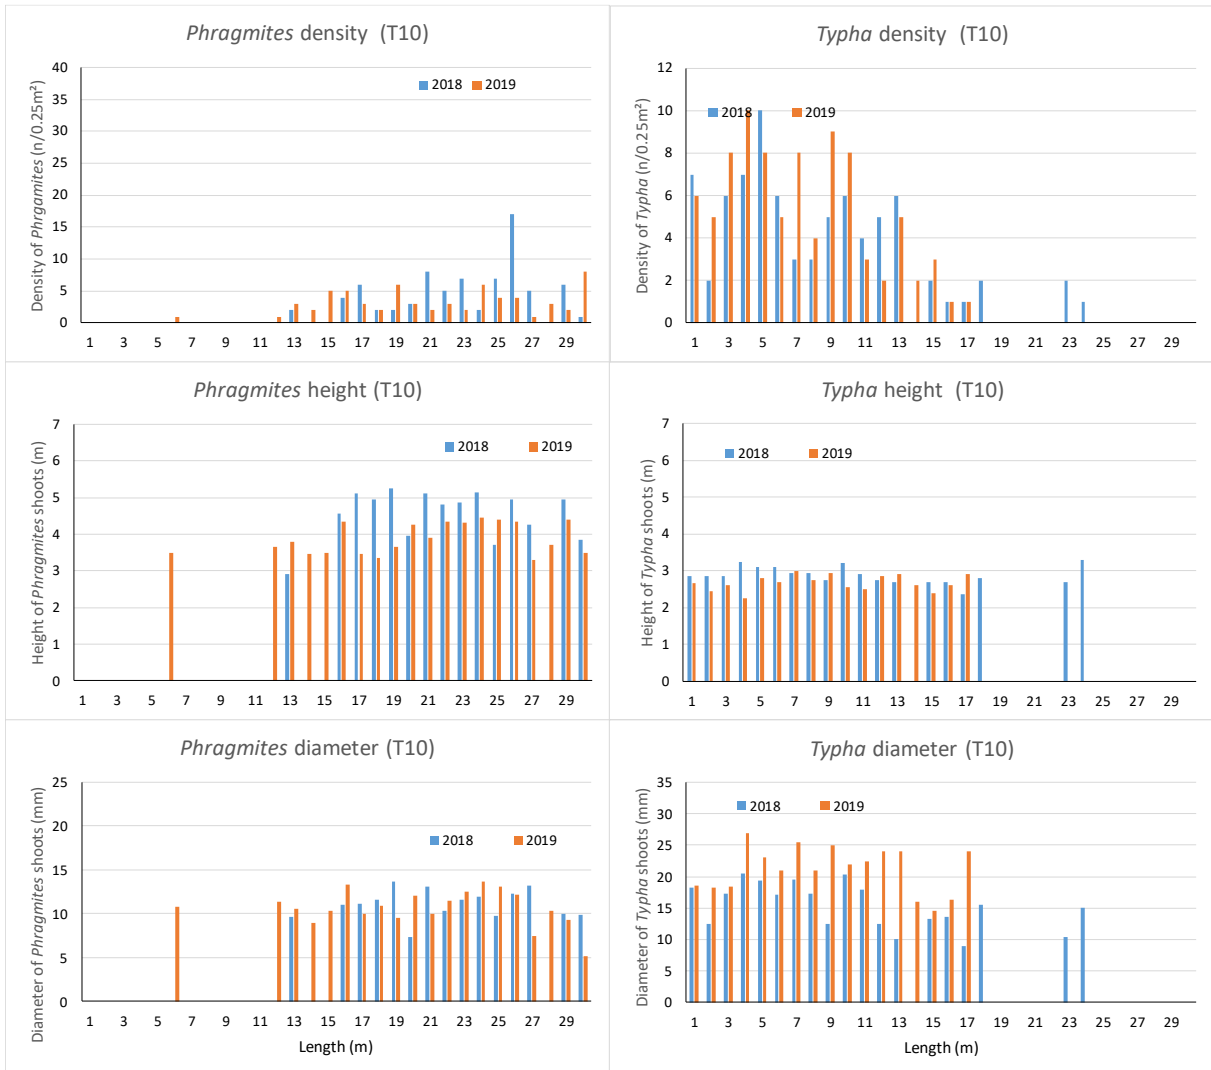 Phragmites density (T10)
Density of Phrgamites (n/0.25m²)
40
35
30
25
20
15
10
5
0
2018 2019
1 3 5 7 9 11 13 15 17 19 21 23 25 27 29
Typha density (T10)
Density of Typha (n/0.25m²)
12
10
8
6
4
2
0
2018 2019
1 3 5 7 9 11 13 15 17 19 21 23 25 27 29
Phragmites height (T10)
Height of Phragmites shoots (m)
7
6
5
4
3
2
1
0
2018 2019
1 3 5 7 9 11 13 15 17 19 21 23 25 27 29
Typha height (T10)
Height of Typha shoots (m)
7
6
5
4
3
2
1
0
2018 2019
1 3 5 7 9 11 13 15 17 19 21 23 25 27 29
Phragmites diameter (T10)
Diameter of Phragmites shoots (mm)
25
20
15
10
5
0
2018 2019
1 3 5 7 9 11 13 15 17 19 21 23 25 27 29
Length (m)
Typha diameter (T10)
Diameter of Typha shoots (mm)
35
30
25
20
15
10
5
0
2018 2019
1 3 5 7 9 11 13 15 17 19 21 23 25 27 29
Length (m)